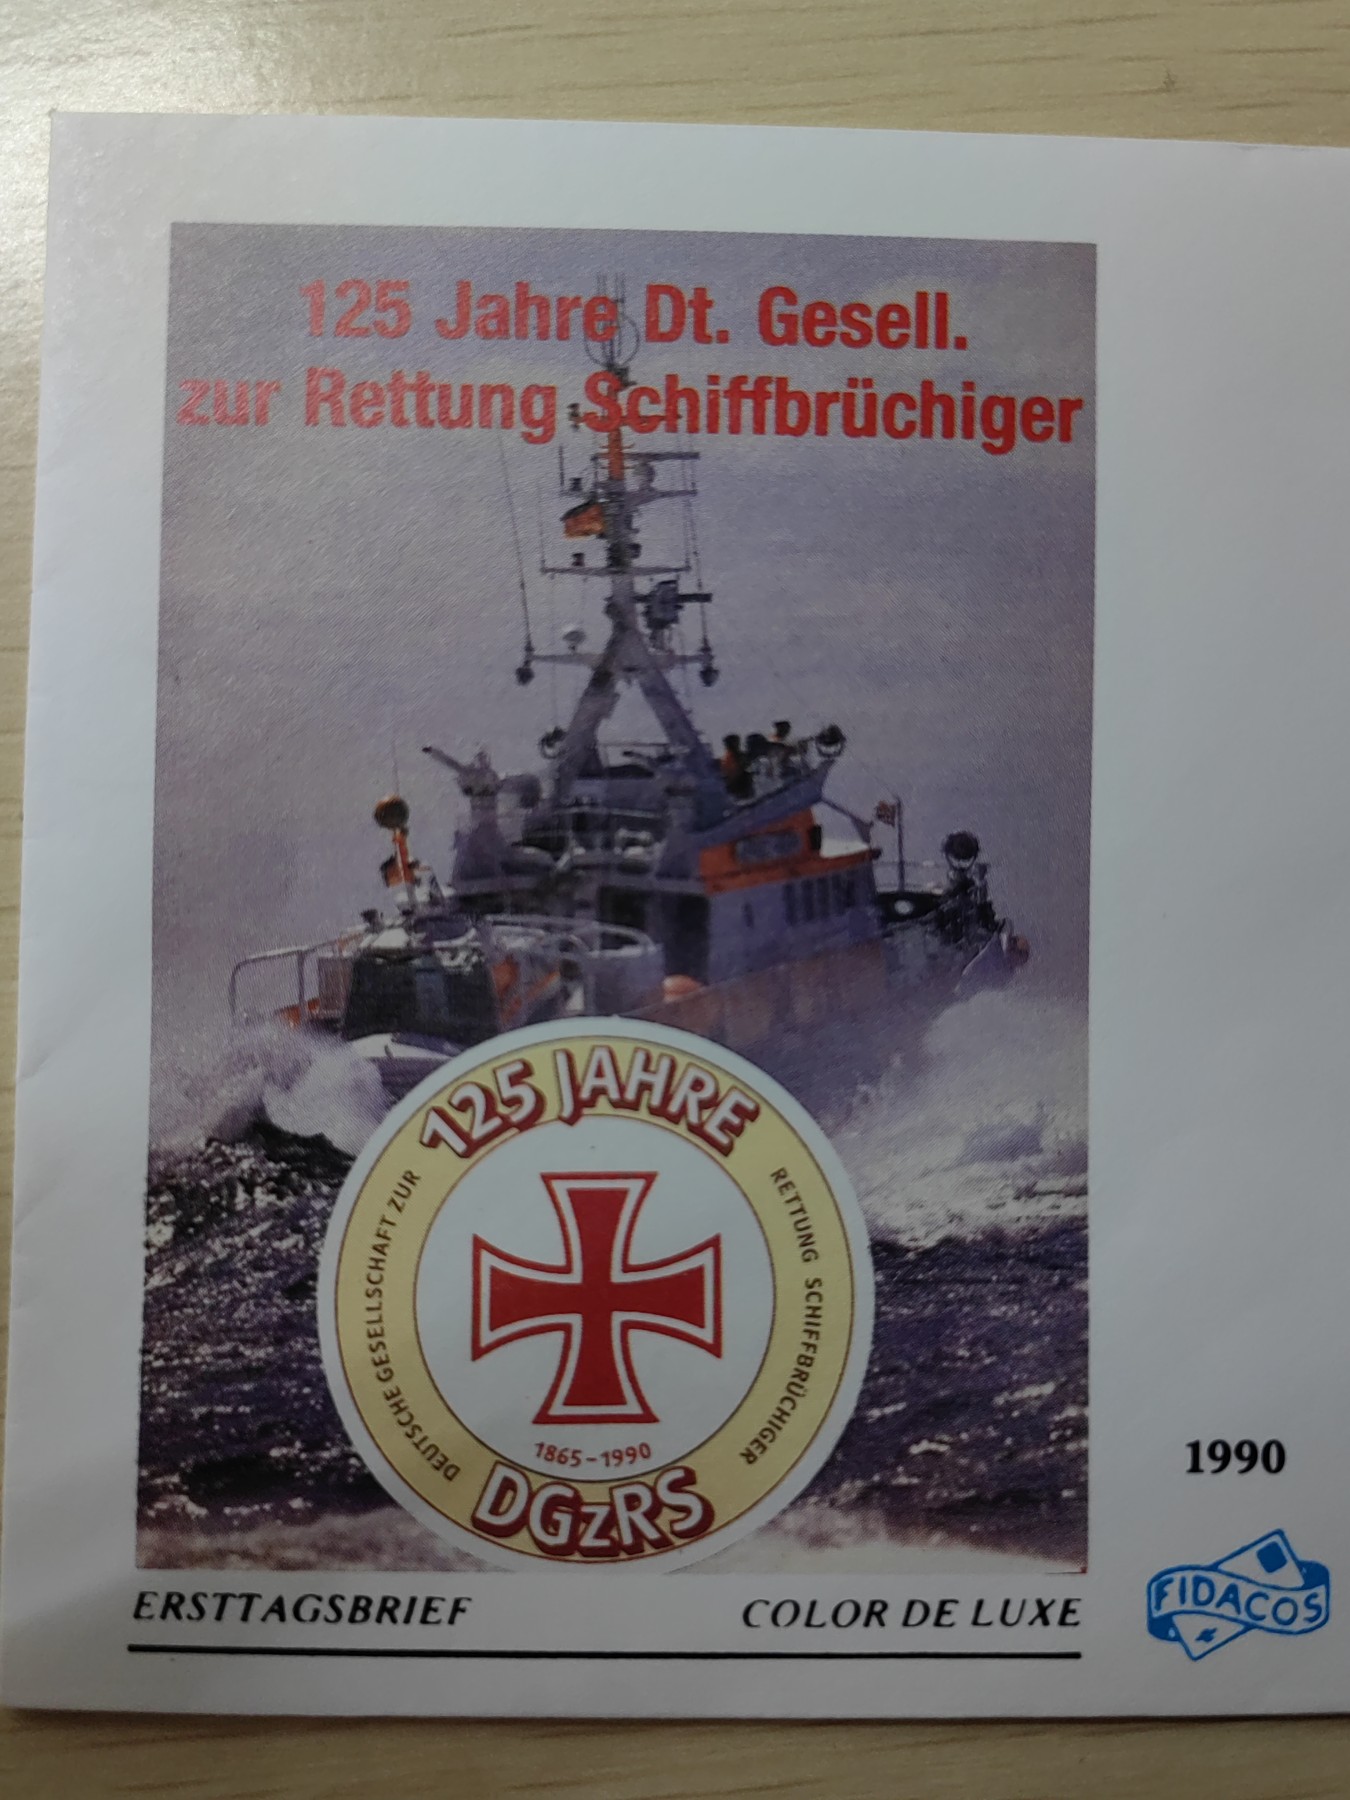 125 Jahre Dt. Gesell.
zur Rettung Schiffbrüchiger
125 JAHRE
DEUTSCHE GESELLSCHAFT ZUR
RETTUNG SCHIFFBRÜCHIGER
1865-1990
DGzRS
1990
FIDACOS
ERSTTAGSBRIEF
COLOR DE LUXE